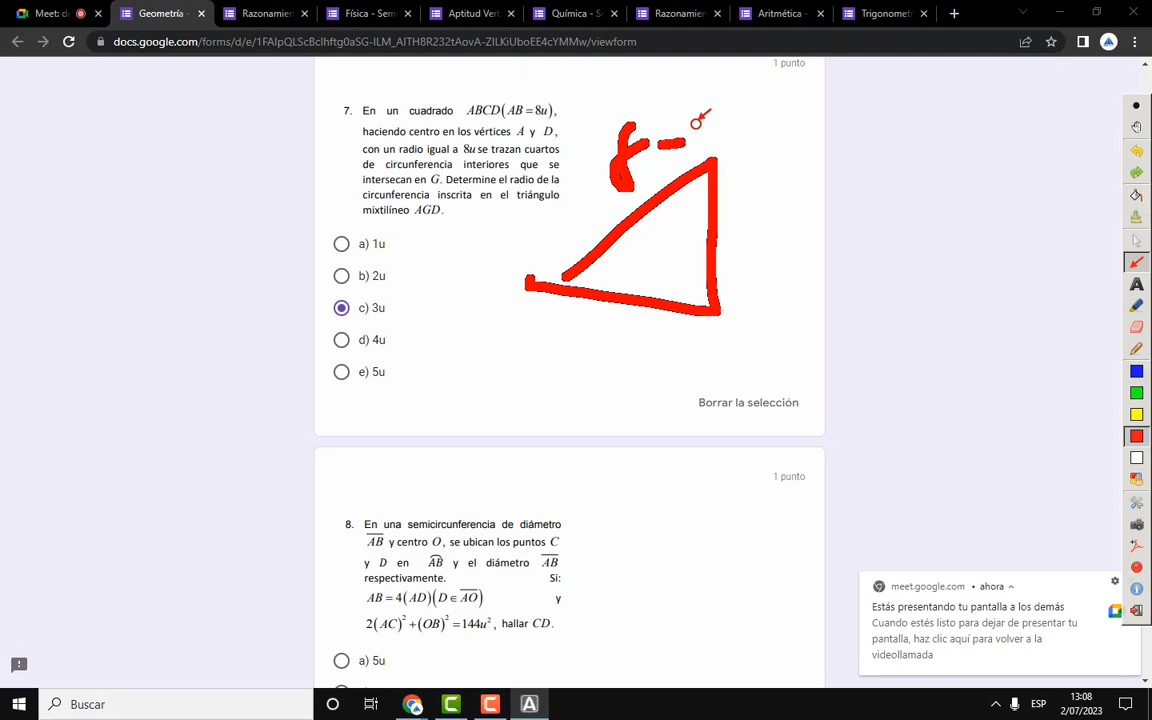 Meet: d
Geometría -
Razonamien
Física - Sem
Aptitud Vert
Química - Se
Razonamien
Aritmética -
Trigonomet
docs.google.com/forms/d/e/1FAIpQLScBcIhftg0aSG-ILM_AITH8R232tAovA-ZILKiUboEE4cYMMw/viewform
1 punto
7. En un cuadrado ABCD(AB = 8u),
haciendo centro en los vértices A y D,
con un radio igual a 8u se trazan cuartos
de circunferencia interiores que se
intersecan en G. Determine el radio de la
circunferencia inscrita en el triángulo
mixtilíneo AGD.
a) 1u
b) 2u
c) 3u
d) 4u
e) 5u
Borrar la selección
1 punto
8. En una semicircunferencia de diámetro
AB y centro O, se ubican los puntos C
y D en AB y el diámetro AB
respectivamente. Si:
AB = 4(AD)(D ∈ AO) y
2(AC)² + (OB)² = 144u², hallar CD.
a) 5u
meet.google.com • ahora
Estás presentando tu pantalla a los demás
Cuando estés listo para dejar de presentar tu
pantalla, haz clic aquí para volver a la
videollamada
Buscar
ESP
13:08
2/07/2023